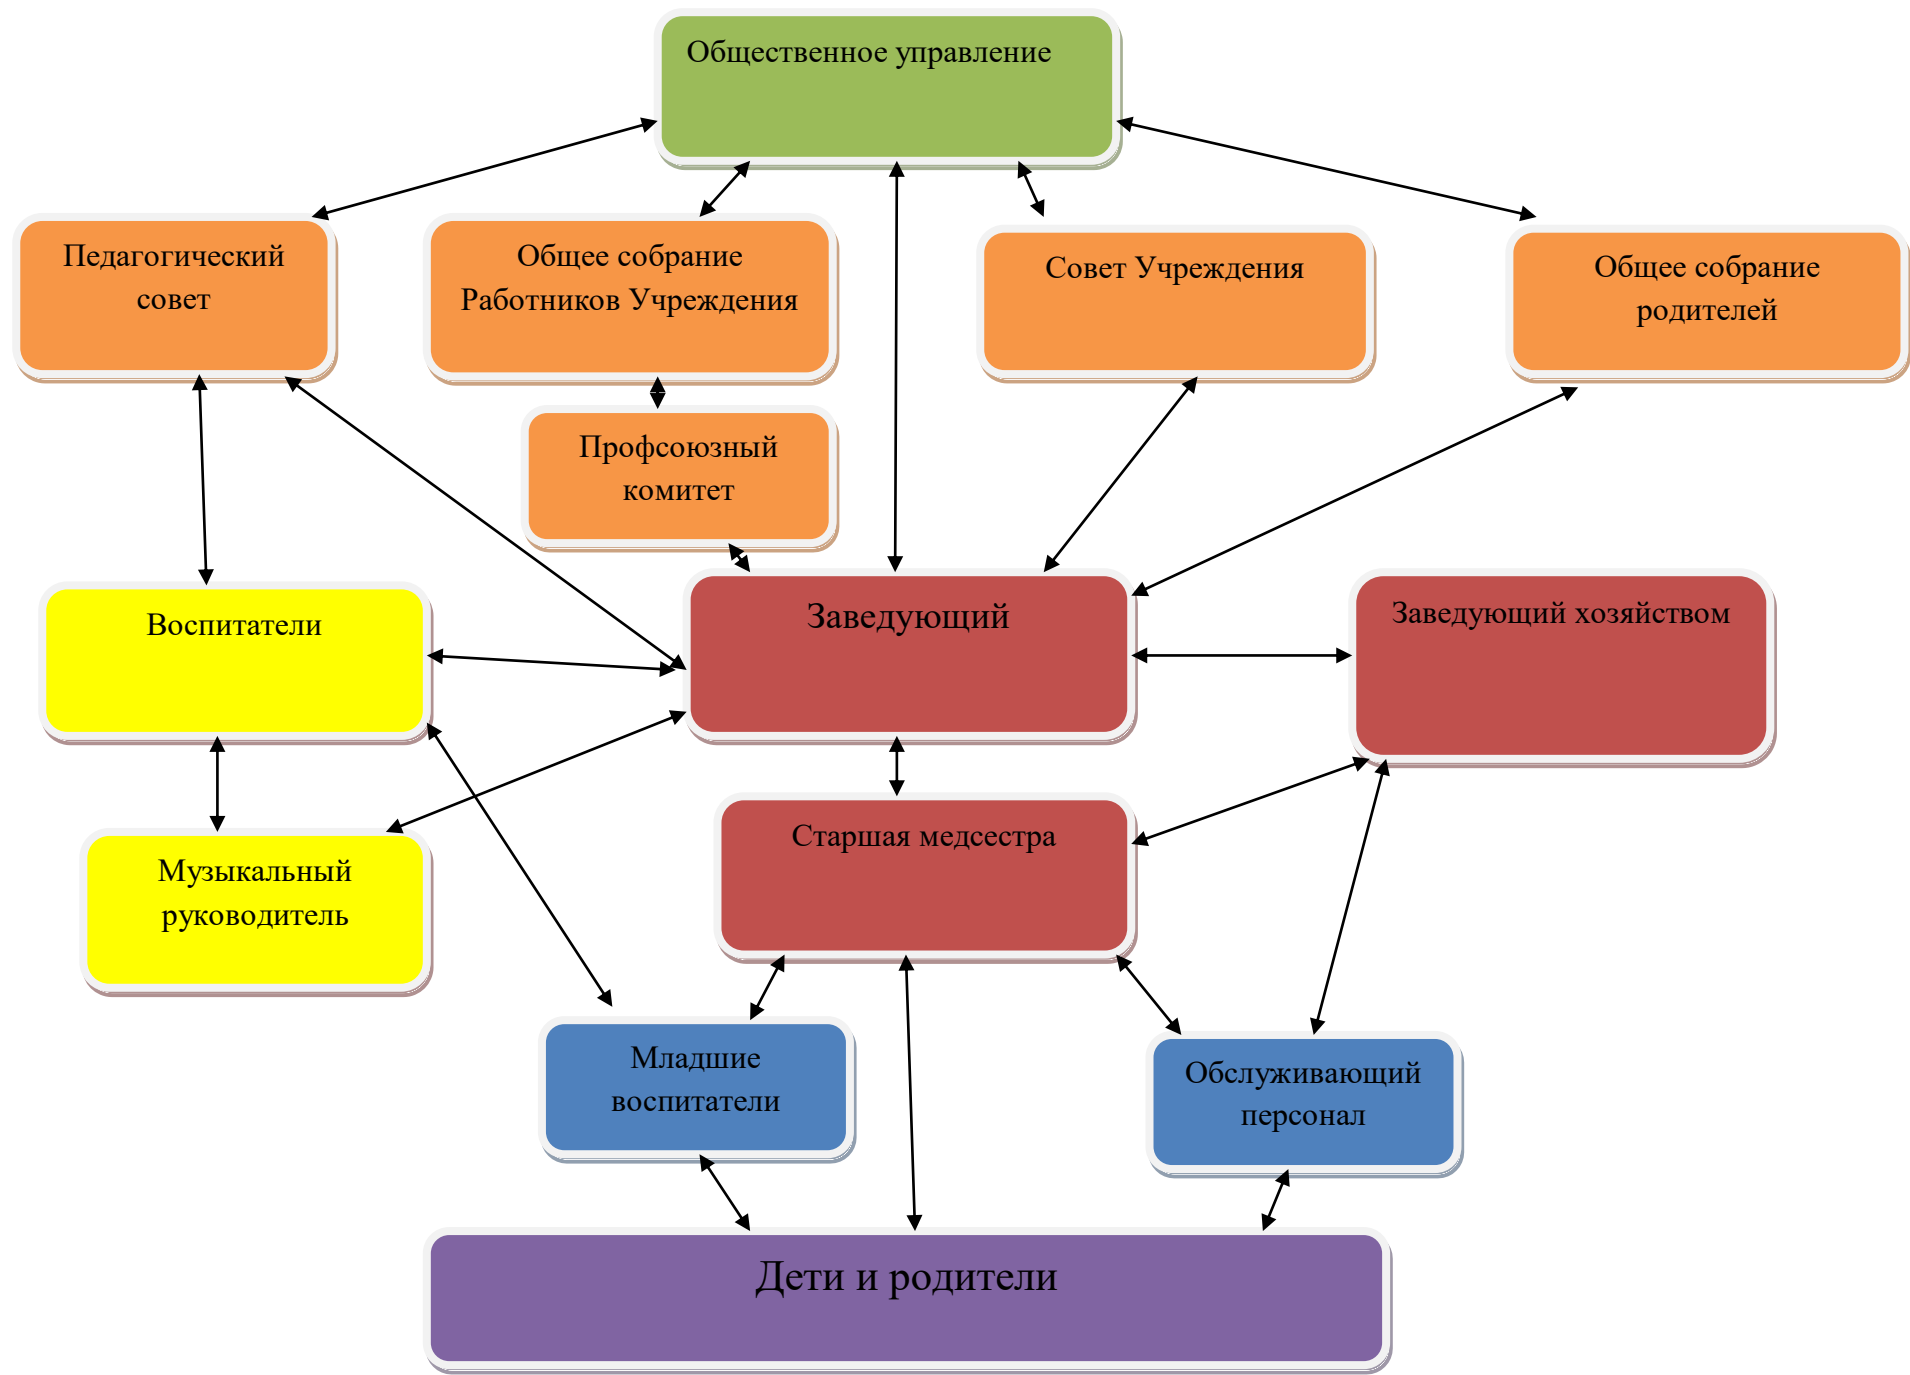 Общественное управление
Педагогический
совет
Общее собрание
Работников Учреждения
Совет Учреждения
Общее собрание
родителей
Профсоюзный
комитет
Воспитатели
Заведующий
Заведующий хозяйством
Музыкальный
руководитель
Старшая медсестра
Младшие
воспитатели
Обслуживающий
персонал
Дети и родители